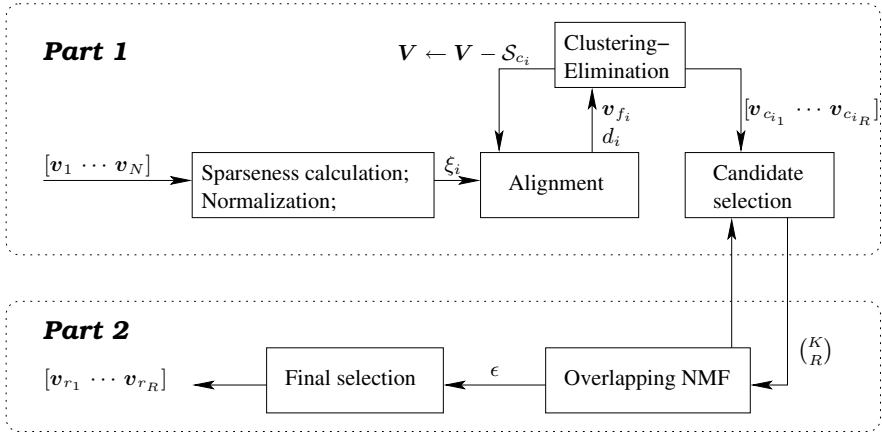 Part 1
V ← V − S_{c_i}
Clustering−
Elimination
v_{f_i}
d_i
[v_{c_{i_1}} ⋯ v_{c_{i_R}}]
[v_1 ⋯ v_N]
Sparseness calculation;
Normalization;
ξ_i
Alignment
Candidate
selection
Part 2
(K
R)
[v_{r_1} ⋯ v_{r_R}]
Final selection
ϵ
Overlapping NMF